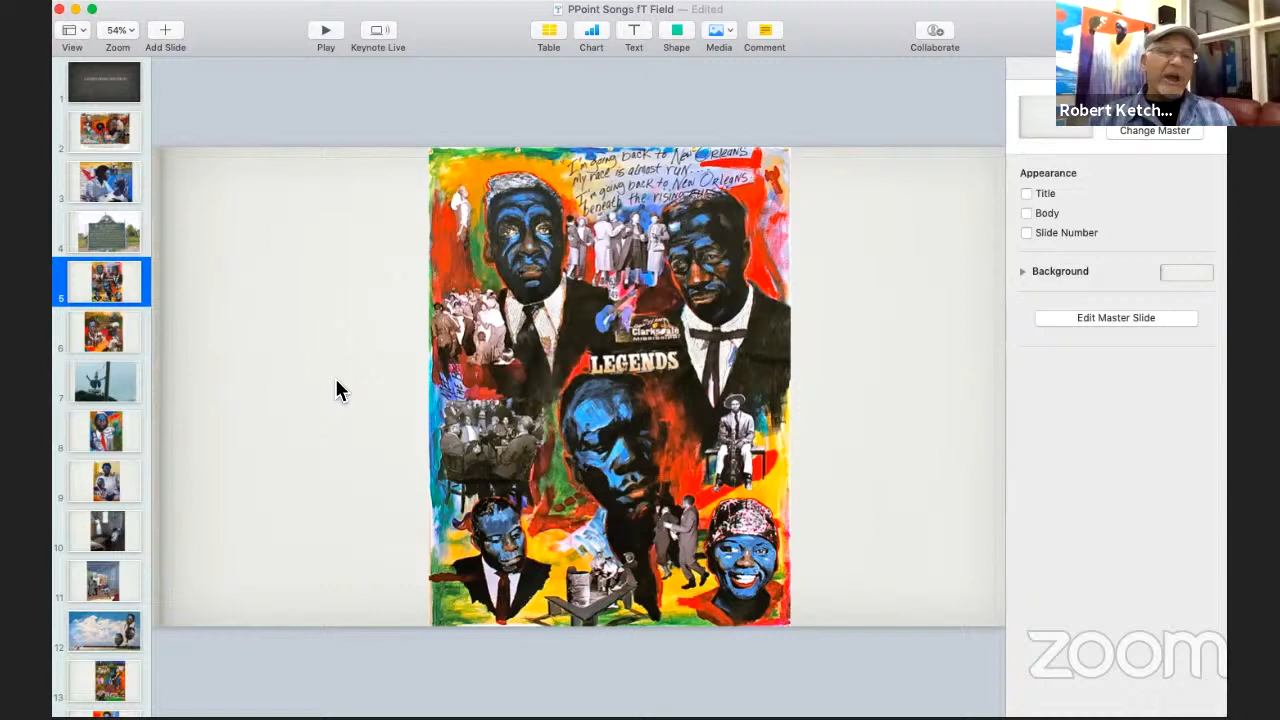 PPoint Songs fT Field — Edited
54%
View
Zoom
Add Slide
Play
Keynote Live
Table
Chart
Text
Shape
Media
Comment
Collaborate
Robert Ketch...
Change Master
Appearance
Title
Body
Slide Number
Background
Edit Master Slide
1
2
3
4
5
6
7
8
9
10
11
12
13
"I'm going back to New Orleans
my race is almost run...
I'm going back to New Orleans
beneath the rising
Clarksdale
MISSISSIPPI
LEGENDS
zoom